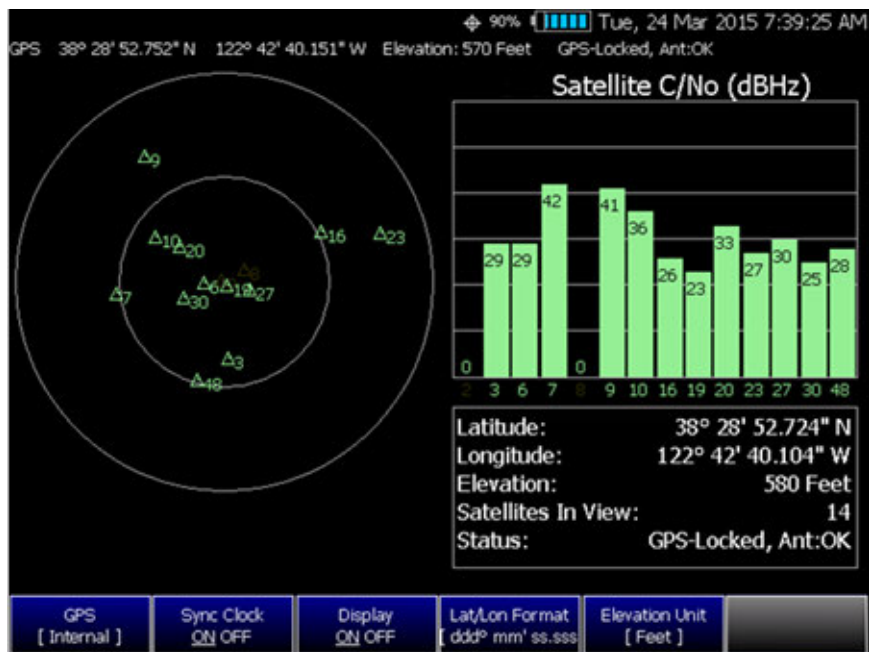 90% Tue, 24 Mar 2015 7:39:25 AM
GPS 38° 28' 52.752" N 122° 42' 40.151" W Elevation: 570 Feet GPS-Locked, Ant:OK
Satellite C/No (dBHz)
9
16
23
10
20
8
6
19
27
7
30
3
48
0 29 29 42 0 41 36 26 23 33 27 30 25 28
2 3 6 7 8 9 10 16 19 20 23 27 30 48
Latitude: 38° 28' 52.724" N
Longitude: 122° 42' 40.104" W
Elevation: 580 Feet
Satellites In View: 14
Status: GPS-Locked, Ant:OK
GPS Sync Clock Display Lat/Lon Format Elevation Unit
[ Internal ] ON OFF ON OFF [ ddd° mm' ss.sss [ Feet ]